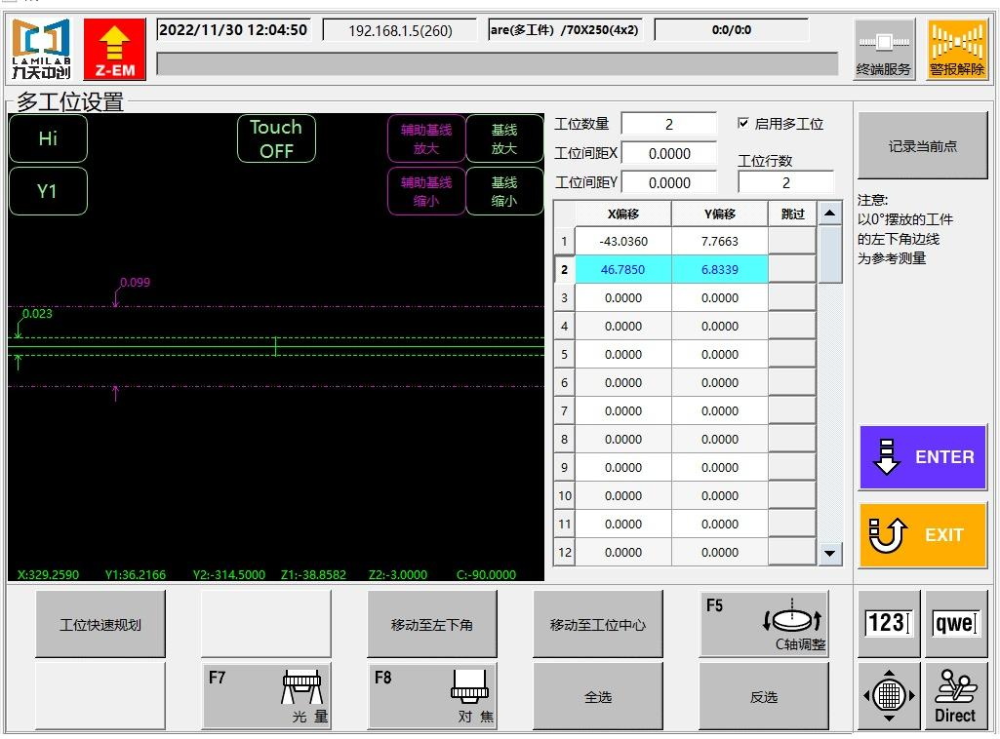 LAMILAB
九天中创
Z-EM
2022/11/30 12:04:50
192.168.1.5(260)
are(多工件) /70X250(4x2)
0:0/0:0
终端服务
警报解除
多工位设置
Hi
Touch
OFF
辅助基线
放大
基线
放大
Y1
辅助基线
缩小
基线
缩小
0.099
0.023
X:329.2590 Y1:36.2166 Y2:-314.5000 Z1:-38.8582 Z2:-3.0000 C:-90.0000
工位数量 2
启用多工位
工位间距X 0.0000
工位行数
工位间距Y 0.0000
2
X偏移 Y偏移 跳过
1 -43.0360 7.7663
2 46.7850 6.8339
3 0.0000 0.0000
4 0.0000 0.0000
5 0.0000 0.0000
6 0.0000 0.0000
7 0.0000 0.0000
8 0.0000 0.0000
9 0.0000 0.0000
10 0.0000 0.0000
11 0.0000 0.0000
12 0.0000 0.0000
记录当前点
注意:
以0°摆放的工件
的左下角边线
为参考测量
ENTER
EXIT
工位快速规划
移动至左下角
移动至工位中心
F5
C轴调整
123
qwe
F7
光 量
F8
对 焦
全选
反选
Direct